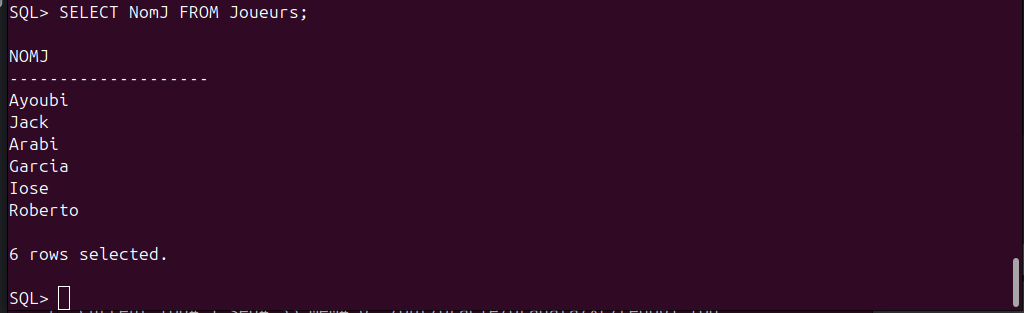 SQL> SELECT NomJ FROM Joueurs;
NOMJ
--------------------
Ayoubi
Jack
Arabi
Garcia
Iose
Roberto
6 rows selected.
SQL>